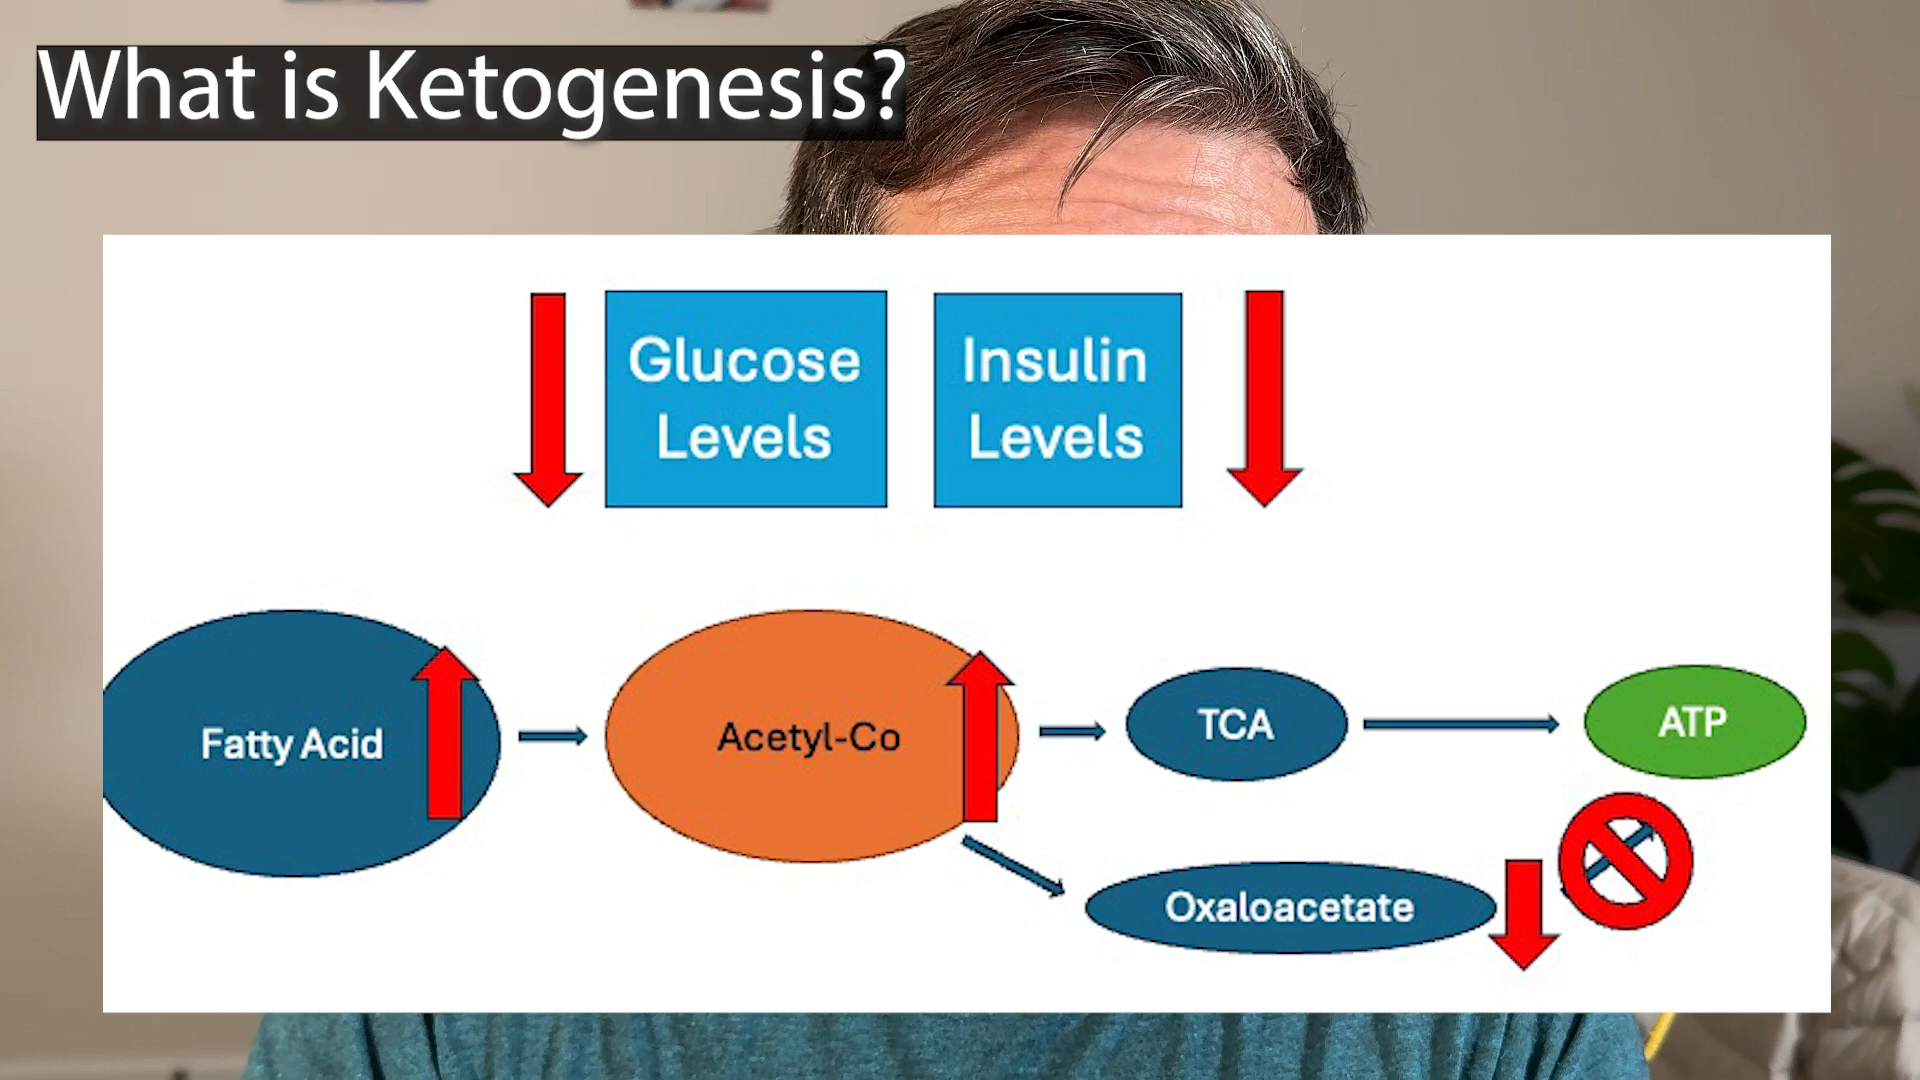 What is Ketogenesis?
Glucose
Levels
Insulin
Levels
Fatty Acid
Acetyl-Co
TCA
ATP
Oxaloacetate